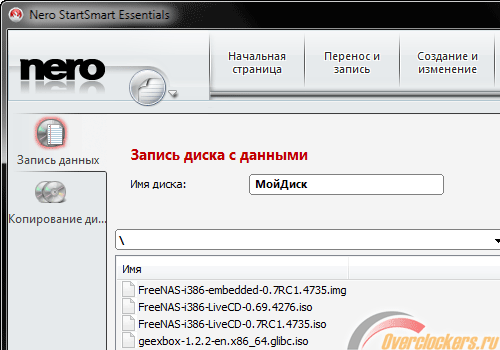 Nero StartSmart Essentials
nero
Начальная
страница
Перенос и
запись
Создание и
изменение
Запись данных
Копирование ди...
Запись диска с данными
Имя диска:
МойДиск
\
Имя
FreeNAS-i386-embedded-0.7RC1.4735.img
FreeNAS-i386-LiveCD-0.69.4276.iso
FreeNAS-i386-LiveCD-0.7RC1.4735.iso
geexbox-1.2.2-en.x86_64.glibc.iso
Overclockers.ru